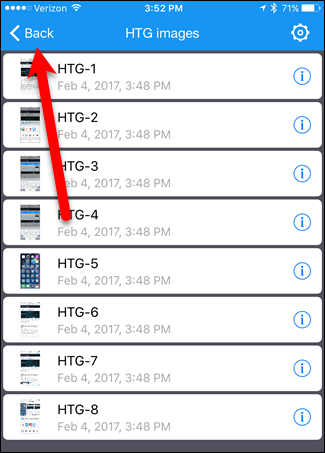 Verizon 3:52 PM 71%
Back HTG images
HTG-1
Feb 4, 2017, 3:48 PM
HTG-2
Feb 4, 2017, 3:48 PM
HTG-3
Feb 4, 2017, 3:48 PM
HTG-4
Feb 4, 2017, 3:48 PM
HTG-5
Feb 4, 2017, 3:48 PM
HTG-6
Feb 4, 2017, 3:48 PM
HTG-7
Feb 4, 2017, 3:48 PM
HTG-8
Feb 4, 2017, 3:48 PM